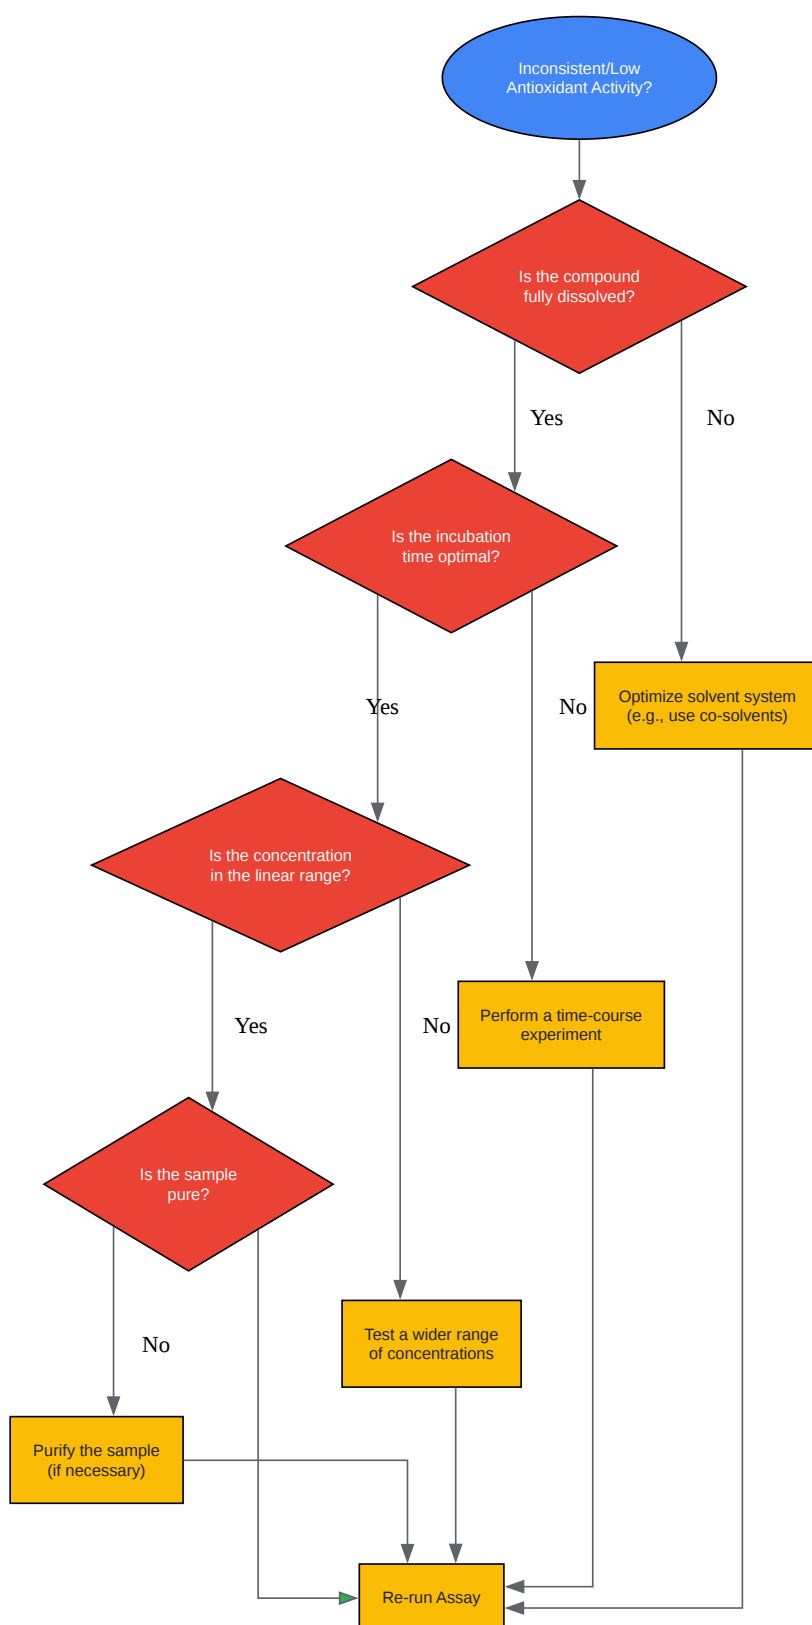 Inconsistent/Low
Antioxidant Activity?
Is the compound
fully dissolved?
Yes
No
Is the incubation
time optimal?
Yes
No
Optimize solvent system
(e.g., use co-solvents)
Is the concentration
in the linear range?
Yes
No
Perform a time-course
experiment
Is the sample
pure?
No
Test a wider range
of concentrations
Purify the sample
(if necessary)
Re-run Assay